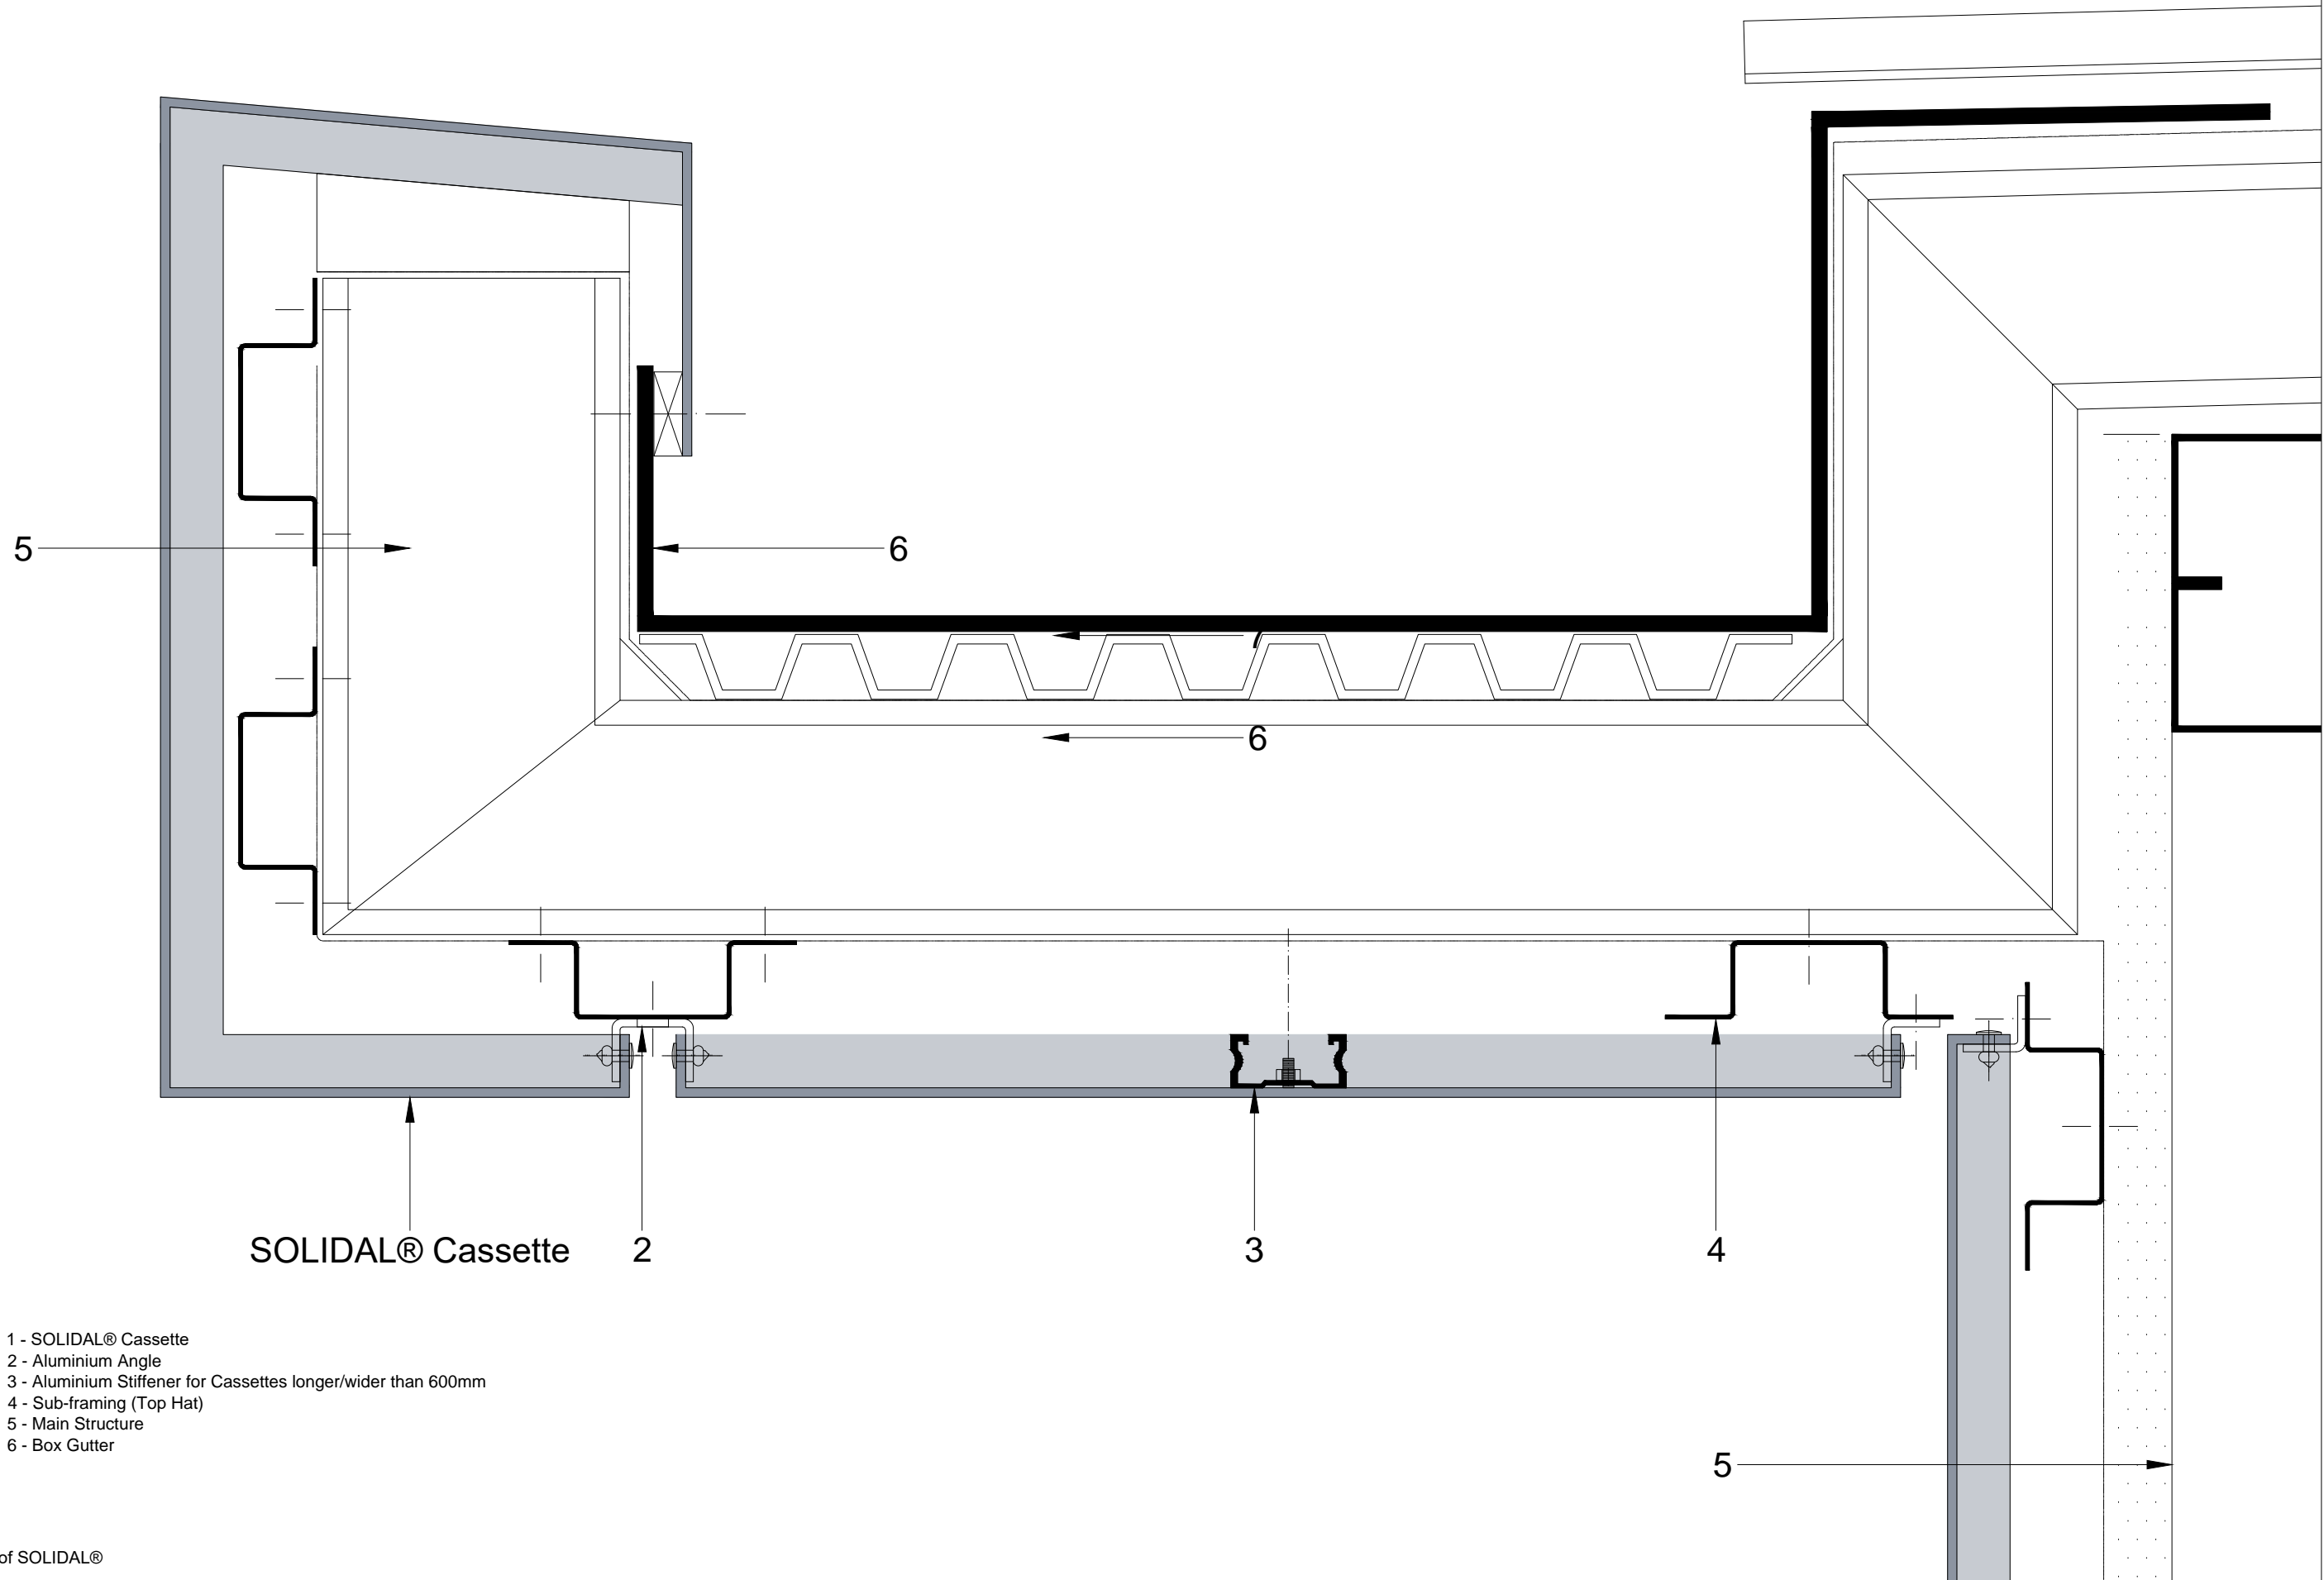 5
6
6
SOLIDAL® Cassette
2
3
4
1 - SOLIDAL® Cassette
2 - Aluminium Angle
3 - Aluminium Stiffener for Cassettes longer/wider than 600mm
4 - Sub-framing (Top Hat)
5 - Main Structure
6 - Box Gutter
5
of SOLIDAL®